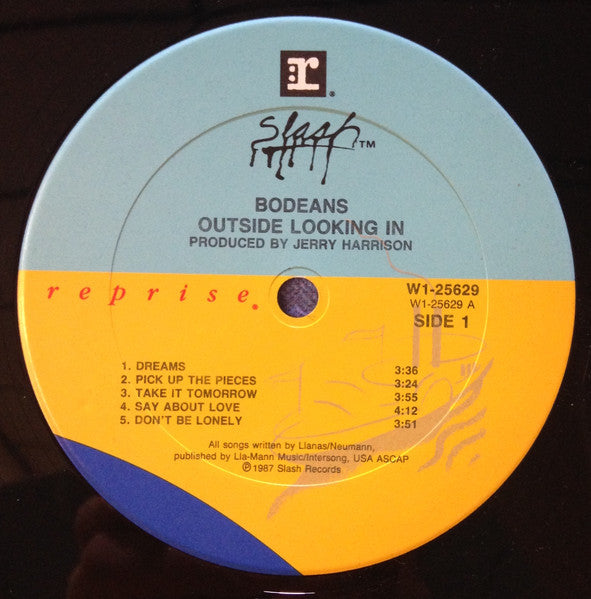 r®
Slash™
BODEANS
OUTSIDE LOOKING IN
PRODUCED BY JERRY HARRISON
reprise®
W1-25629
W1-25629 A
SIDE 1
1. DREAMS 3:36
2. PICK UP THE PIECES 3:24
3. TAKE IT TOMORROW 3:55
4. SAY ABOUT LOVE 4:12
5. DON'T BE LONELY 3:51
All songs written by Llanas/Neumann,
published by Lla-Mann Music/Intersong, USA ASCAP
℗1987 Slash Records